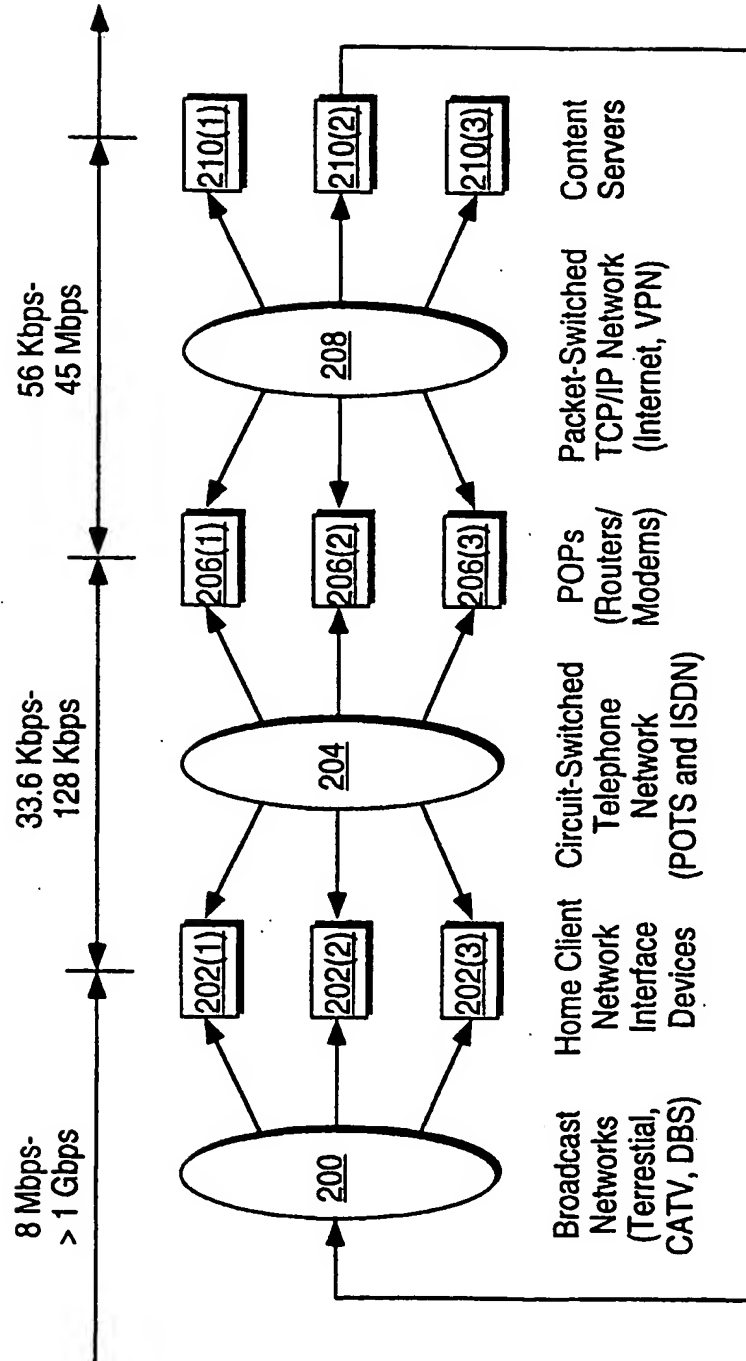 8 Mbps-
> 1 Gbps
33.6 Kbps-
128 Kbps
56 Kbps-
45 Mbps
200
202(1)
202(2)
202(3)
204
206(1)
206(2)
206(3)
208
210(1)
210(2)
210(3)
Broadcast
Networks
(Terrestial,
CATV, DBS)
Home Client
Network
Interface
Devices
Circuit-Switched
Telephone
Network
(POTS and ISDN)
POPs
(Routers/
Modems)
Packet-Switched
TCP/IP Network
(Internet, VPN)
Content
Servers